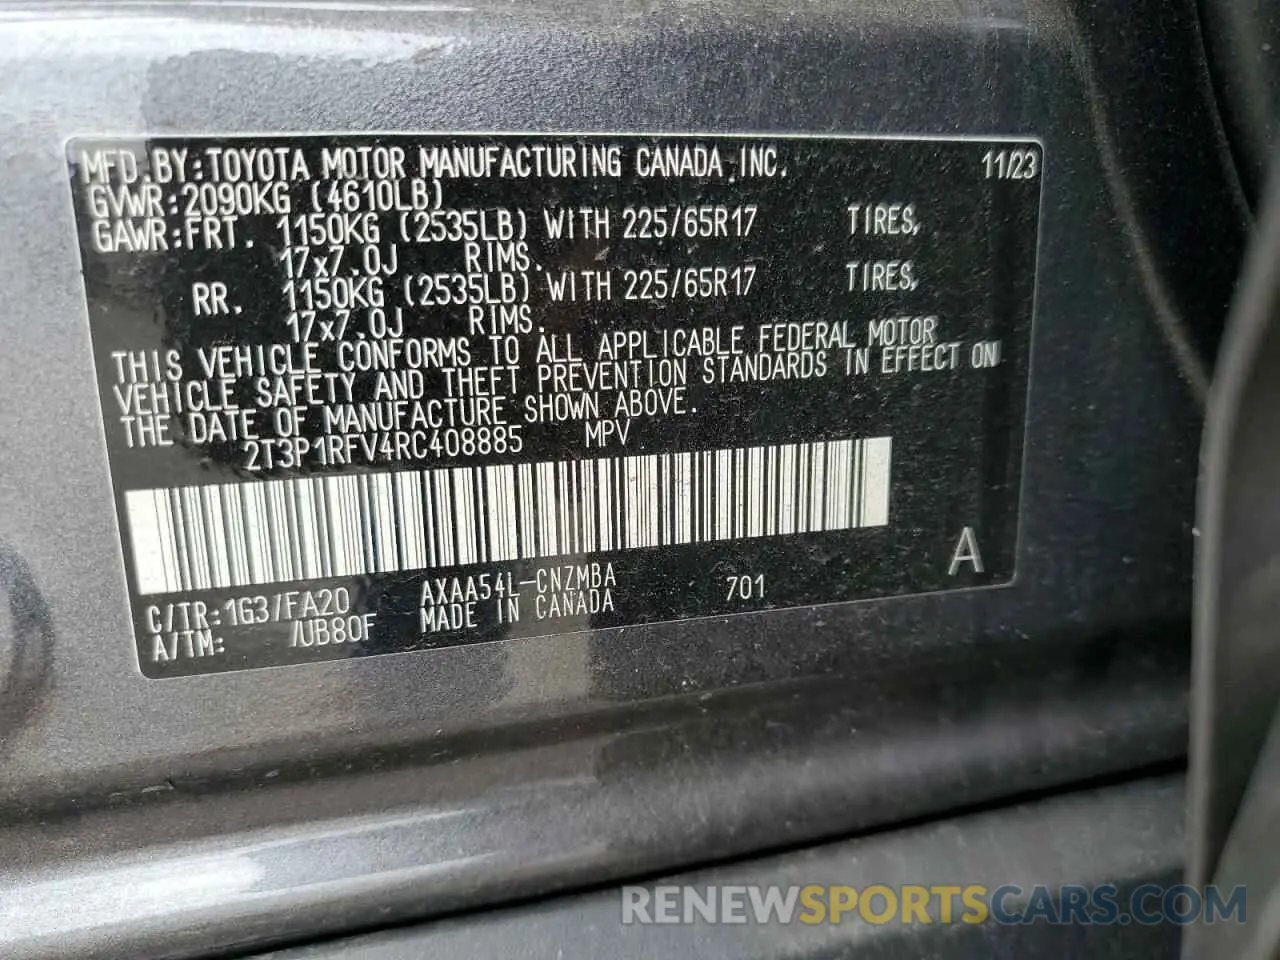 MFD.BY:TOYOTA MOTOR MANUFACTURING CANADA,INC. 11/23
GVWR:2090KG (4610LB)
GAWR:FRT. 1150KG (2535LB) WITH 225/65R17 TIRES,
17x7.0J RIMS.
RR. 1150KG (2535LB) WITH 225/65R17 TIRES,
17x7.0J RIMS.
THIS VEHICLE CONFORMS TO ALL APPLICABLE FEDERAL MOTOR
VEHICLE SAFETY AND THEFT PREVENTION STANDARDS IN EFFECT ON
THE DATE OF MANUFACTURE SHOWN ABOVE.
2T3P1RFV4RC408885 MPV
A
C/TR:1G3/FA20 AXAA54L-CNZMBA 701
A/TM: /UB80F MADE IN CANADA
RENEWSPORTSCARS.COM